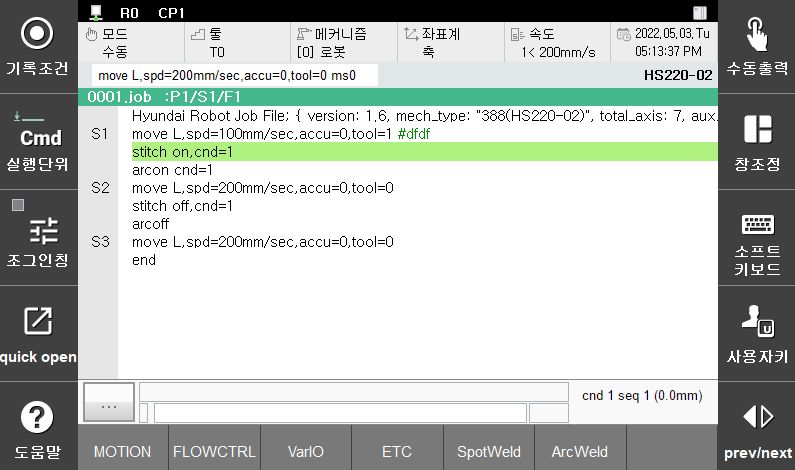 R0 CP1
모드
수동
툴
T0
메커니즘
[0] 로봇
좌표계
축
속도
1< 200mm/s
2022,05,03, Tu
05:13:37 PM
move L,spd=200mm/sec,accu=0,tool=0 ms0
HS220-02
0001.job :P1/S1/F1
Hyundai Robot Job File; { version: 1.6, mech_type: "388(HS220-02)", total_axis: 7, aux.
S1 move L,spd=100mm/sec,accu=0,tool=1 #dfdf
stitch on,cnd=1
arcon cnd=1
S2 move L,spd=200mm/sec,accu=0,tool=0
stitch off,cnd=1
arcoff
S3 move L,spd=200mm/sec,accu=0,tool=0
end
cnd 1 seq 1 (0.0mm)
...
MOTION
FLOWCTRL
VarIO
ETC
SpotWeld
ArcWeld
기록조건
Cmd
실행단위
조그인칭
quick open
도움말
수동출력
창조정
소프트
키보드
U
사용자키
prev/next